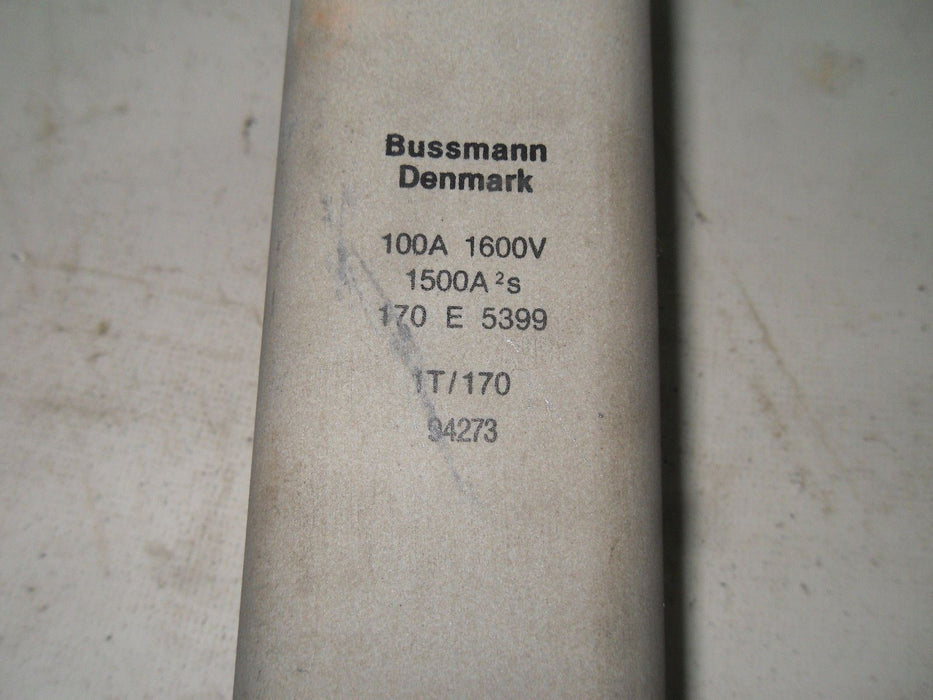 Bussmann
Denmark
100A 1600V
1500A²s
170 E 5399
1T/170
94273